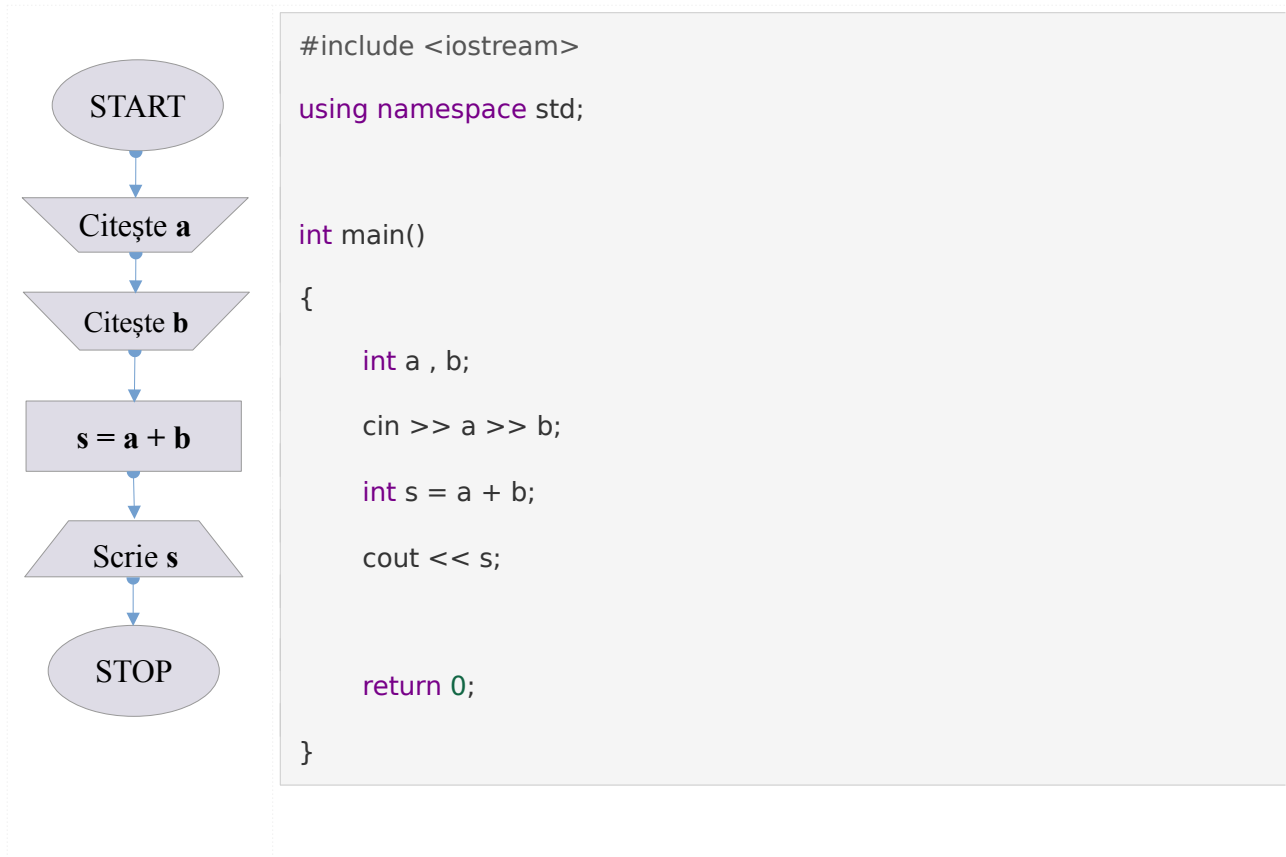 START
Citește a
Citește b
s = a + b
Scrie s
STOP
#include <iostream>
using namespace std;
int main()
{
int a , b;
cin >> a >> b;
int s = a + b;
cout << s;
return 0;
}